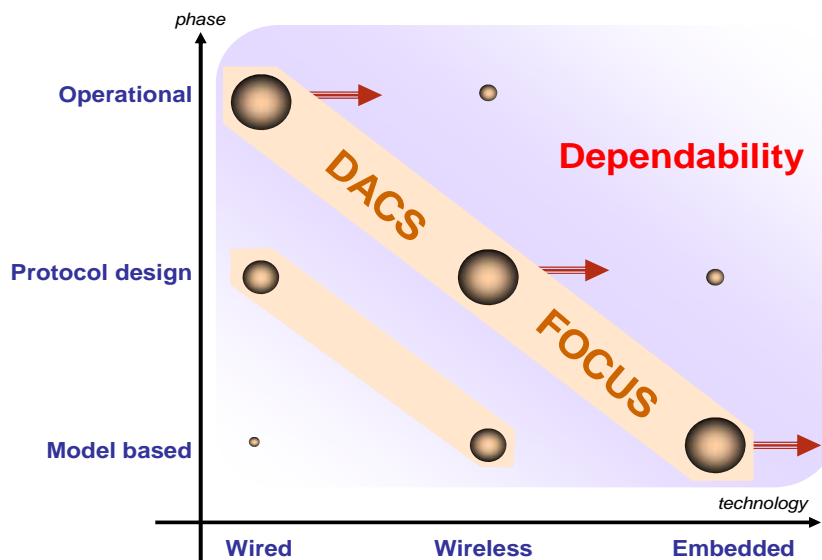 phase
Operational
Dependability
DACS
Protocol design
FOCUS
Model based
technology
Wired
Wireless
Embedded